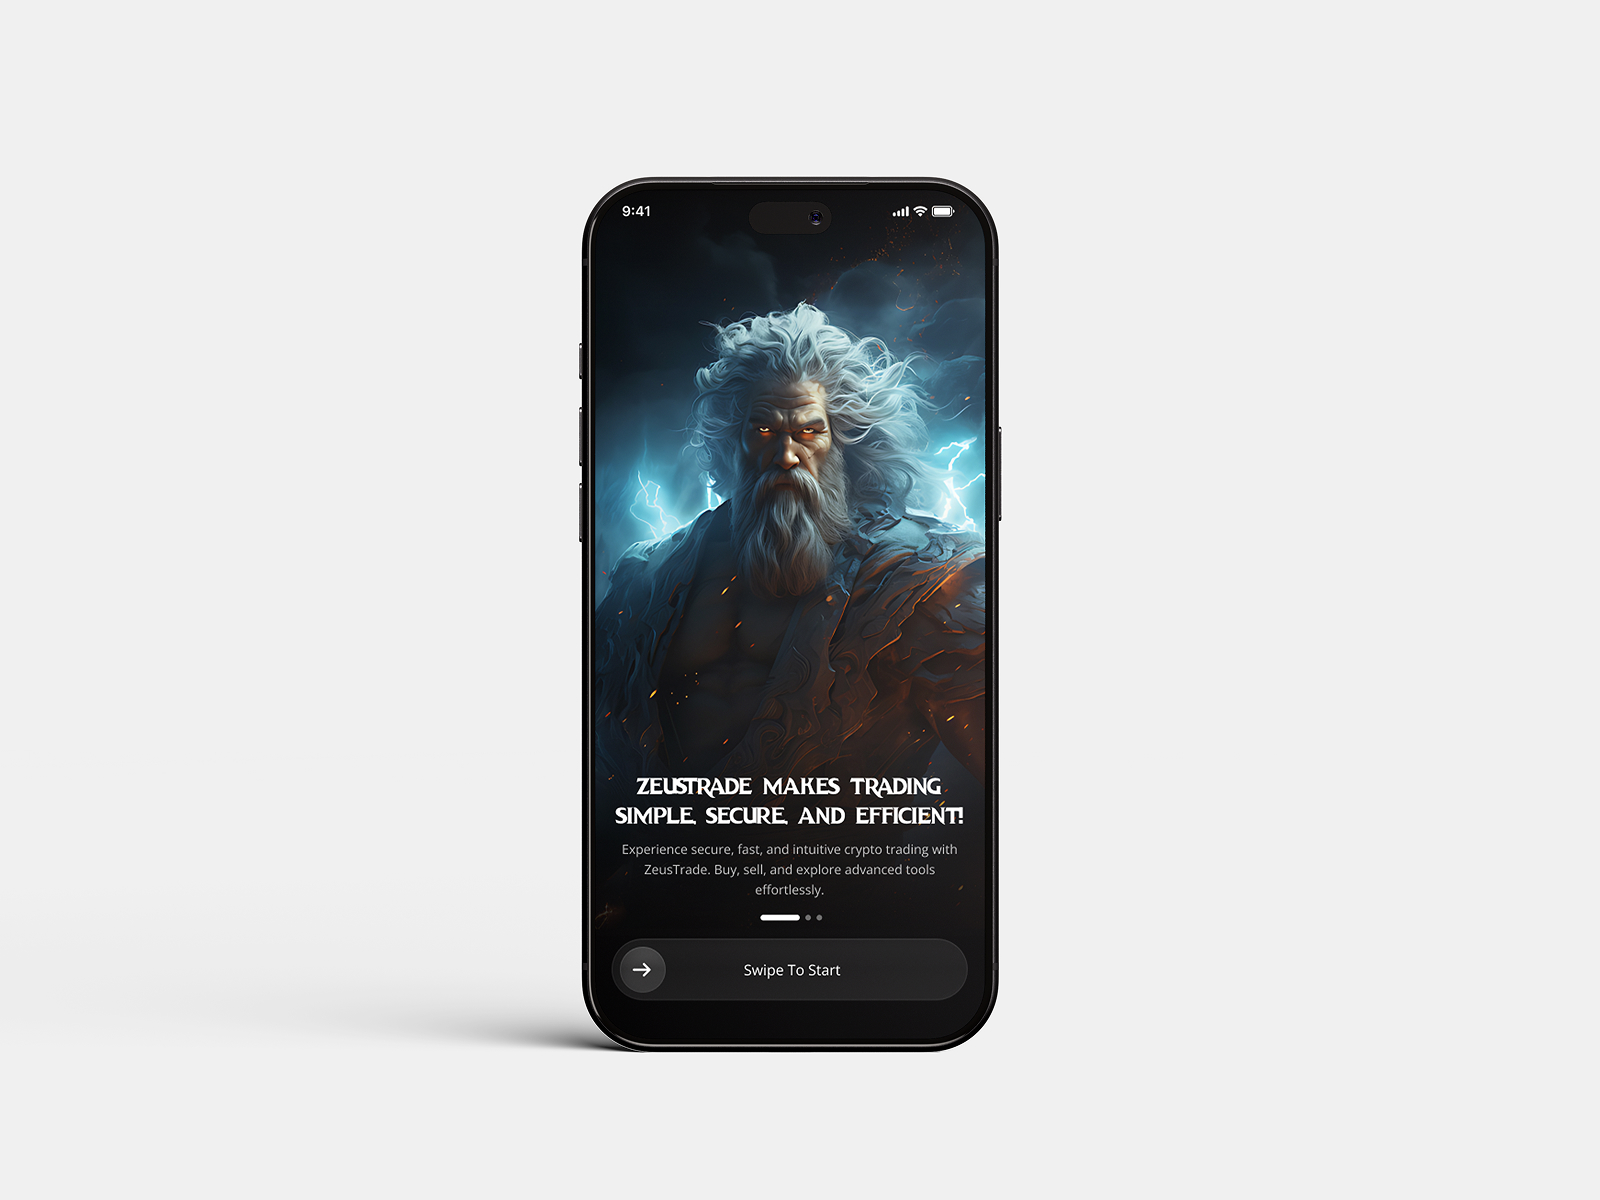 9:41
ZEUSTRADE MAKES TRADING
SIMPLE, SECURE, AND EFFICIENT!
Experience secure, fast, and intuitive crypto trading with
ZeusTrade. Buy, sell, and explore advanced tools
effortlessly.
Swipe To Start